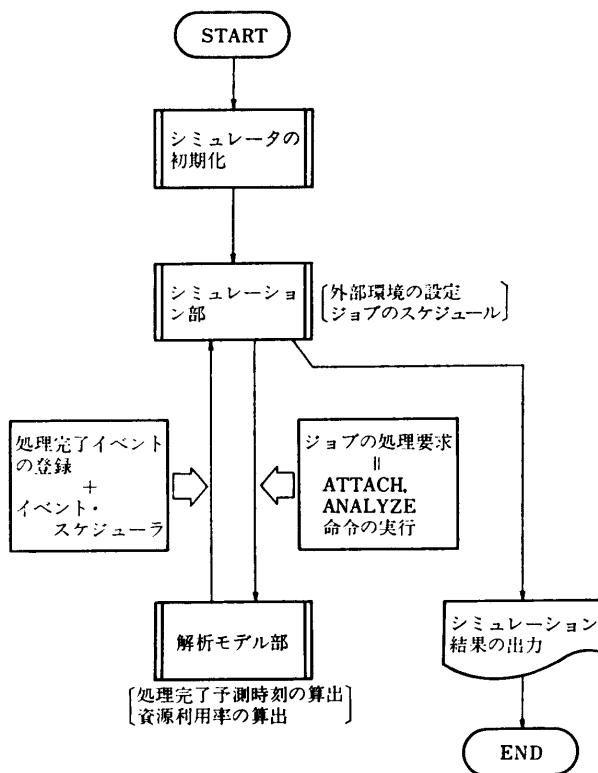 START
シミュレータの
初期化
シミュレーショ
ン部
外部環境の設定
ジョブのスケジュール
処理完了イベント
の登録
+
イベント・
スケジューラ
ジョブの処理要求
||
ATTACH,
ANALYZE
命令の実行
解析モデル部
処理完了予測時刻の算出
資源利用率の算出
シミュレーション
結果の出力
END